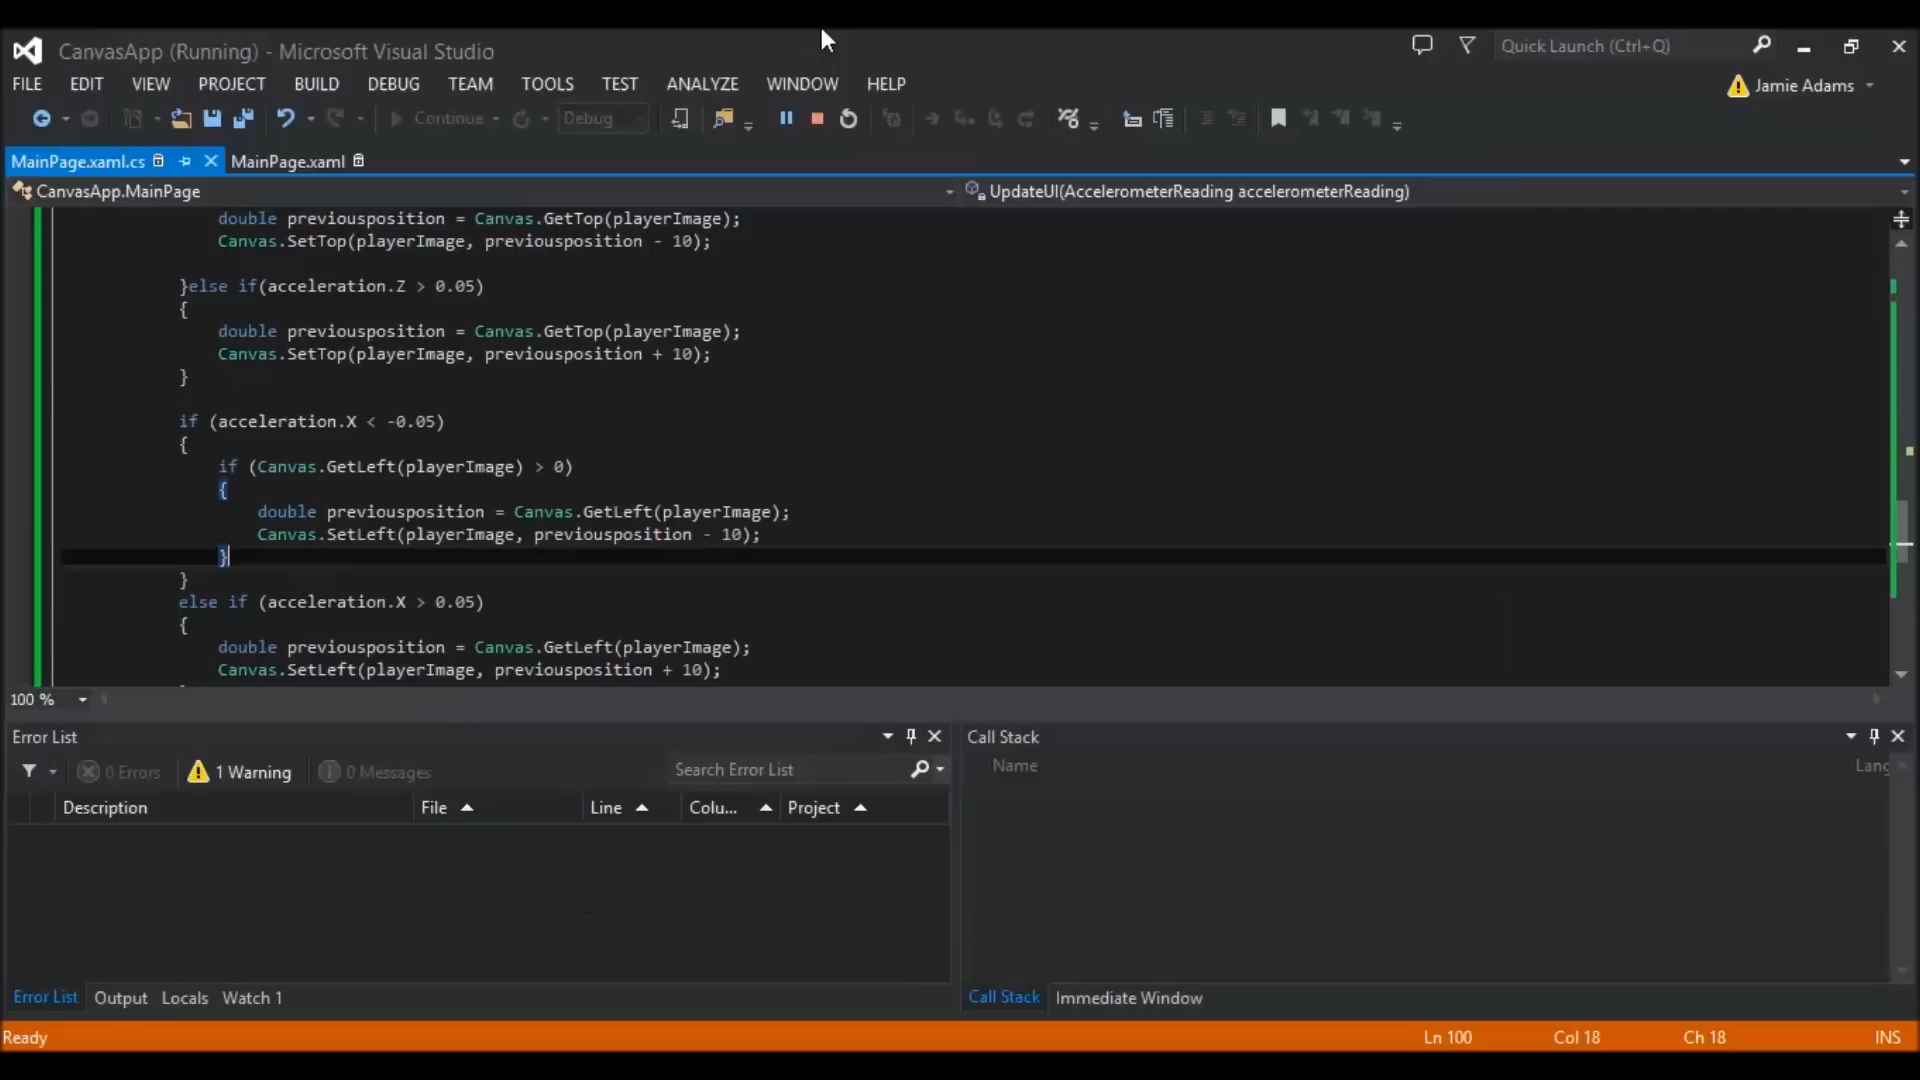 CanvasApp (Running) - Microsoft Visual Studio
Quick Launch (Ctrl+Q)
FILE EDIT VIEW PROJECT BUILD DEBUG TEAM TOOLS TEST ANALYZE WINDOW HELP
Jamie Adams
Continue Debug
MainPage.xaml.cs MainPage.xaml
CanvasApp.MainPage UpdateUI(AccelerometerReading accelerometerReading)
double previousposition = Canvas.GetTop(playerImage);
Canvas.SetTop(playerImage, previousposition - 10);
}else if(acceleration.Z > 0.05)
{
double previousposition = Canvas.GetTop(playerImage);
Canvas.SetTop(playerImage, previousposition + 10);
}
if (acceleration.X < -0.05)
{
if (Canvas.GetLeft(playerImage) > 0)
{
double previousposition = Canvas.GetLeft(playerImage);
Canvas.SetLeft(playerImage, previousposition - 10);
}
}
else if (acceleration.X > 0.05)
{
double previousposition = Canvas.GetLeft(playerImage);
Canvas.SetLeft(playerImage, previousposition + 10);
100 %
Error List
0 Errors 1 Warning 0 Messages Search Error List
Description File Line Colu... Project
Error List Output Locals Watch 1
Call Stack
Name Lang
Call Stack Immediate Window
Ready Ln 100 Col 18 Ch 18 INS